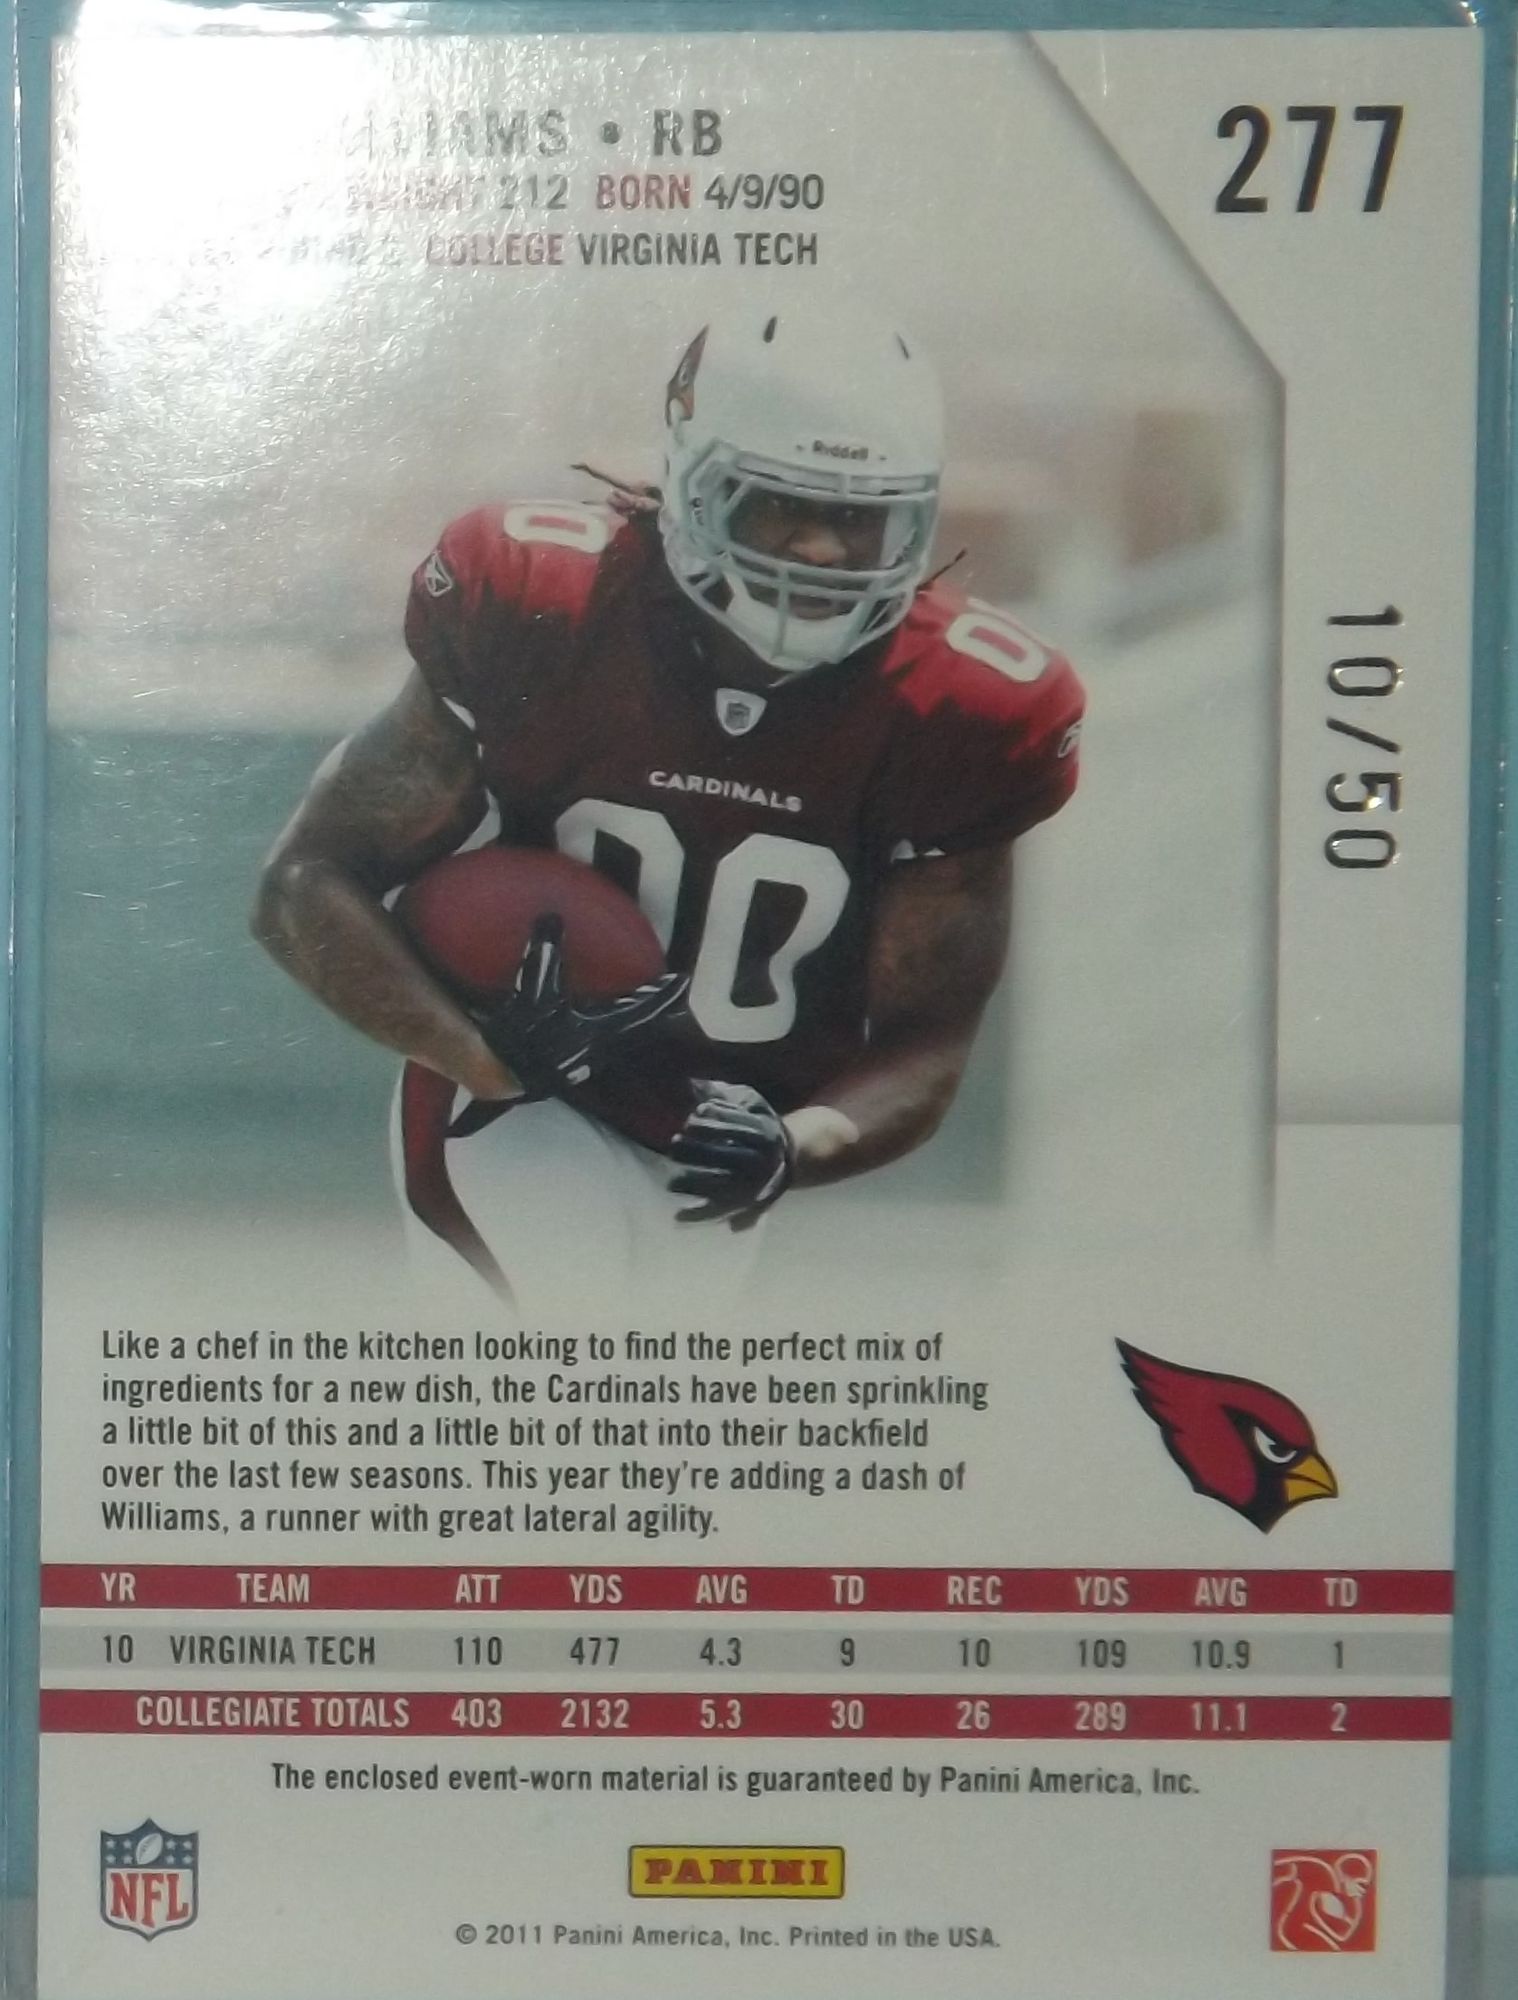 WILLIAMS • RB
277
WEIGHT 212 BORN 4/9/90
COLLEGE VIRGINIA TECH
Riddell
10/50
CARDINALS
00
Like a chef in the kitchen looking to find the perfect mix of
ingredients for a new dish, the Cardinals have been sprinkling
a little bit of this and a little bit of that into their backfield
over the last few seasons. This year they're adding a dash of
Williams, a runner with great lateral agility.
YR TEAM ATT YDS AVG TD REC YDS AVG TD
10 VIRGINIA TECH 110 477 4.3 9 10 109 10.9 1
COLLEGIATE TOTALS 403 2132 5.3 30 26 289 11.1 2
The enclosed event-worn material is guaranteed by Panini America, Inc.
NFL
PANINI
© 2011 Panini America, Inc. Printed in the USA.